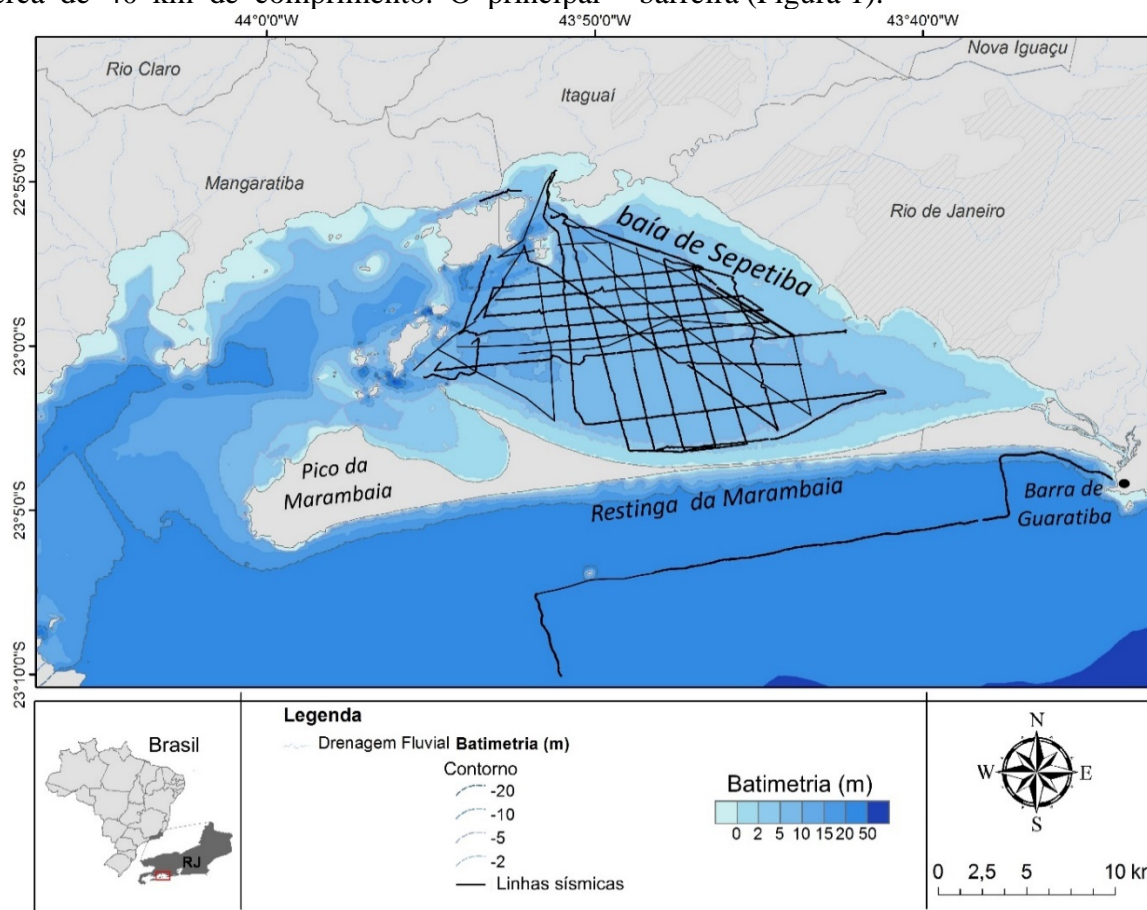 cerca de 40 km de comprimento. O principal barreira (Figura 1).
44°0'0"W 43°50'0"W 43°40'0"W
Nova Iguaçu
Rio Claro
Itaguaí
22°55'0"S
Mangaratiba
Rio de Janeiro
baía de Sepetiba
23°0'0"S
Pico da
Marambaia
Restinga da Marambaia
Barra de
Guaratiba
23°5'0"S
23°10'0"S
Brasil
RJ
Legenda
Drenagem Fluvial Batimetria (m)
Contorno
-20
-10
-5
-2
Linhas sísmicas
Batimetria (m)
0 2 5 10 15 20 50
N
W E
S
0 2,5 5 10 km